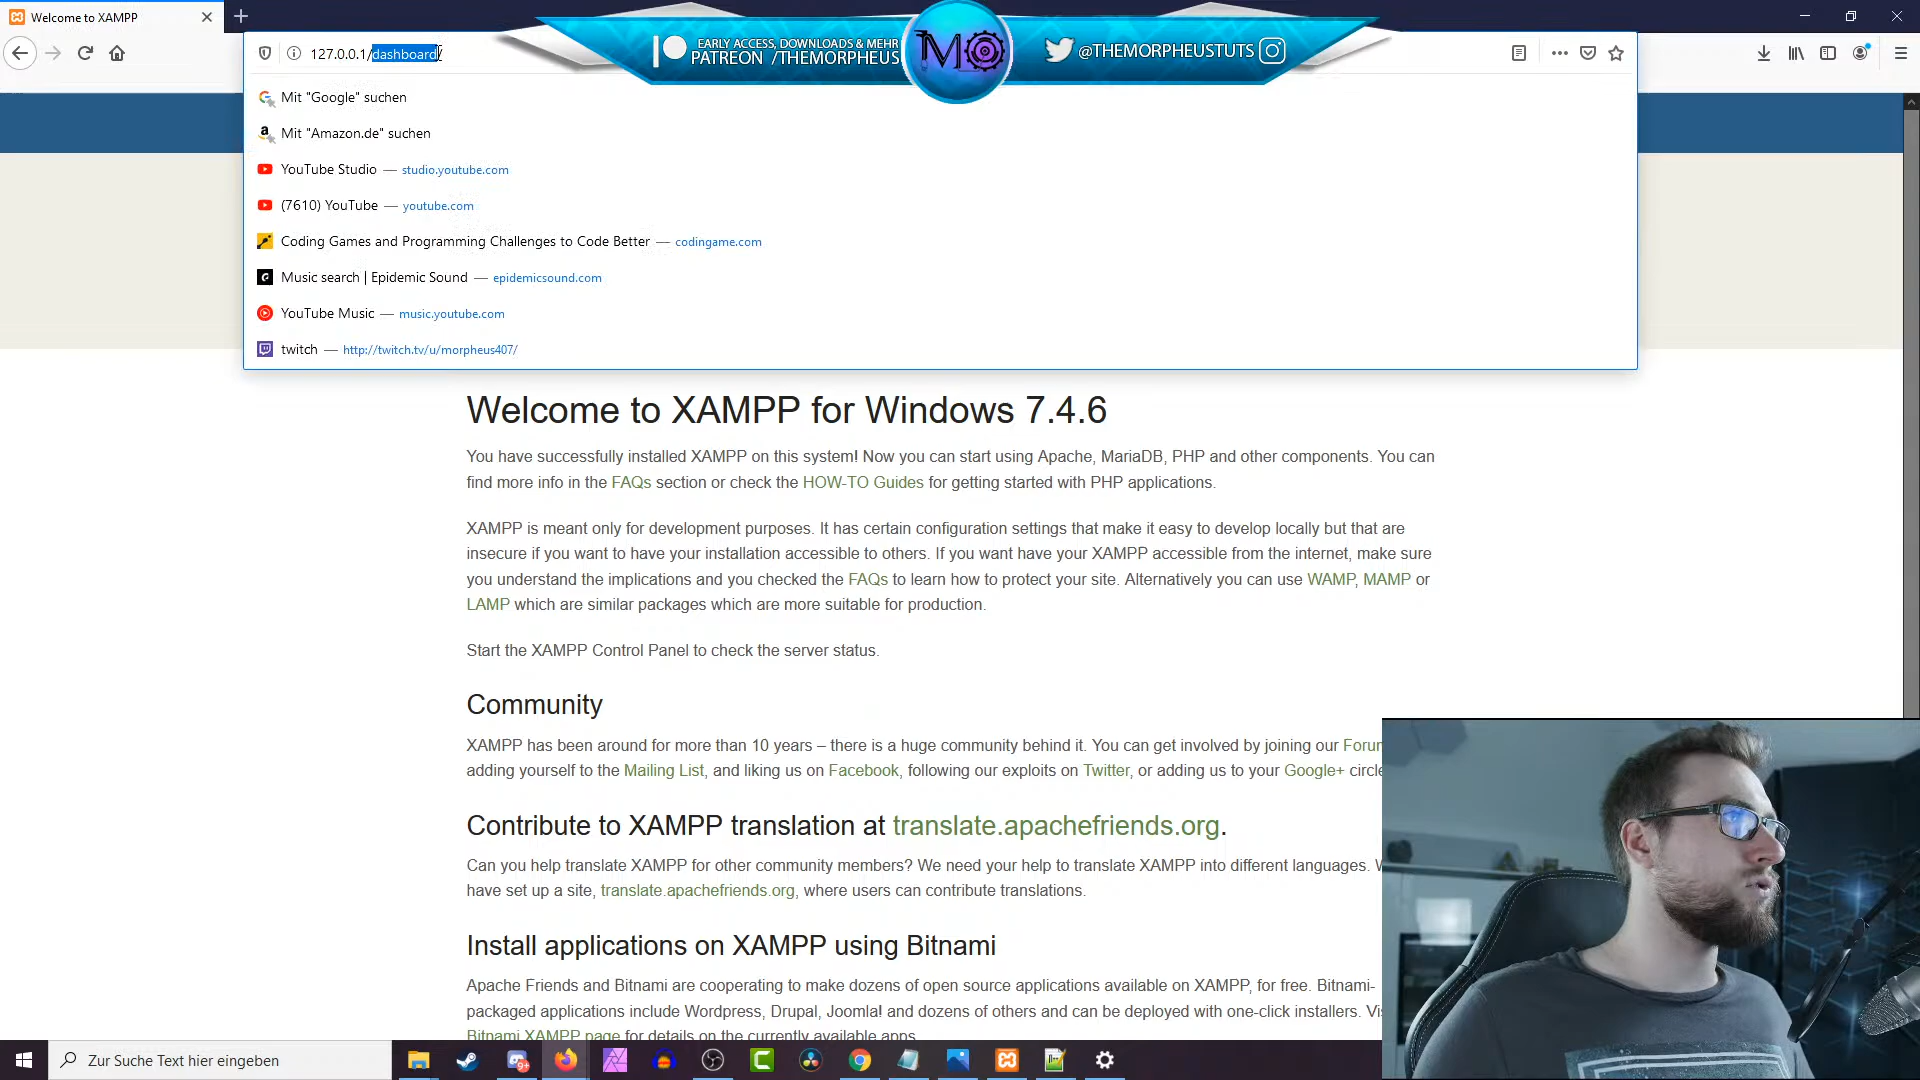 Welcome to XAMPP
127.0.0.1/dashboard/
EARLY ACCESS, DOWNLOADS & MEHR
PATREON /THEMORPHEUS
MO
@THEMORPHEUSTUTS
Mit "Google" suchen
Mit "Amazon.de" suchen
YouTube Studio — studio.youtube.com
(7610) YouTube — youtube.com
Coding Games and Programming Challenges to Code Better — codingame.com
Music search | Epidemic Sound — epidemicsound.com
YouTube Music — music.youtube.com
twitch — http://twitch.tv/u/morpheus407/
Welcome to XAMPP for Windows 7.4.6
You have successfully installed XAMPP on this system! Now you can start using Apache, MariaDB, PHP and other components. You can
find more info in the FAQs section or check the HOW-TO Guides for getting started with PHP applications.
XAMPP is meant only for development purposes. It has certain configuration settings that make it easy to develop locally but that are
insecure if you want to have your installation accessible to others. If you want have your XAMPP accessible from the internet, make sure
you understand the implications and you checked the FAQs to learn how to protect your site. Alternatively you can use WAMP, MAMP or
LAMP which are similar packages which are more suitable for production.
Start the XAMPP Control Panel to check the server status.
Community
XAMPP has been around for more than 10 years – there is a huge community behind it. You can get involved by joining our Forum
adding yourself to the Mailing List, and liking us on Facebook, following our exploits on Twitter, or adding us to your Google+ circle
Contribute to XAMPP translation at translate.apachefriends.org.
Can you help translate XAMPP for other community members? We need your help to translate XAMPP into different languages. W
have set up a site, translate.apachefriends.org, where users can contribute translations.
Install applications on XAMPP using Bitnami
Apache Friends and Bitnami are cooperating to make dozens of open source applications available on XAMPP, for free. Bitnami-
packaged applications include Wordpress, Drupal, Joomla! and dozens of others and can be deployed with one-click installers. Vi
Bitnami XAMPP page for details on the currently available apps.
Zur Suche Text hier eingeben